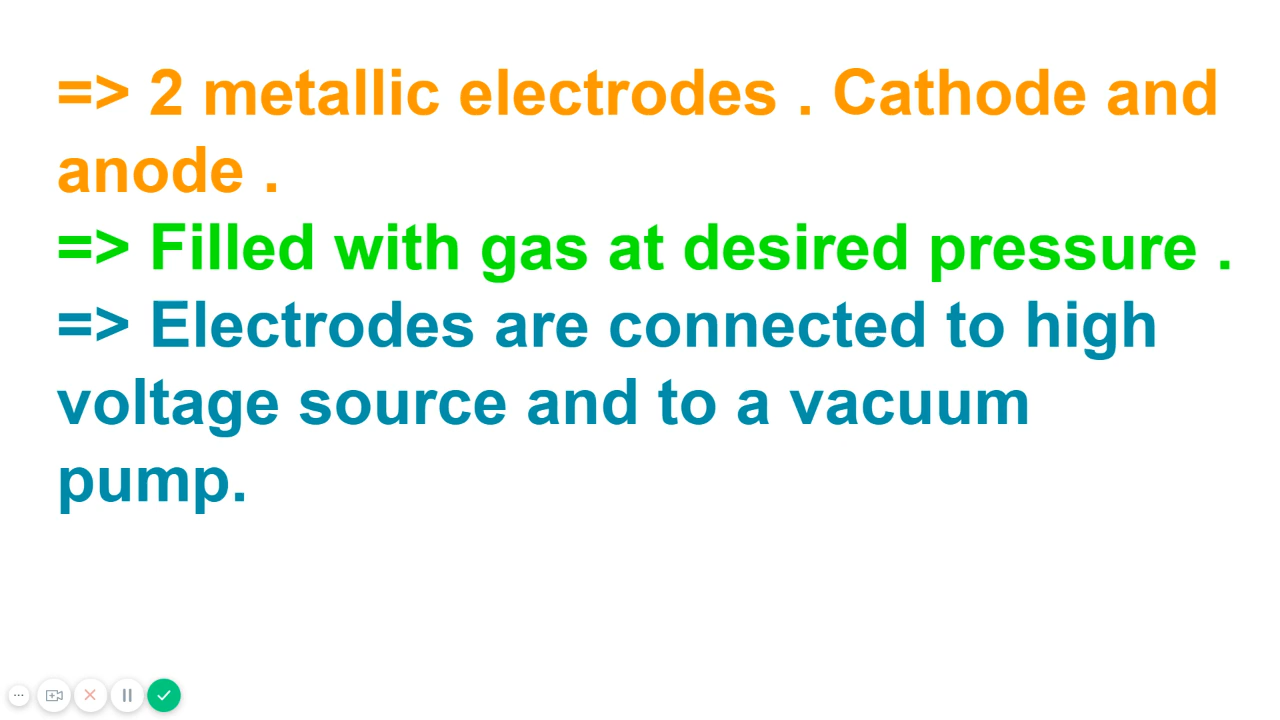 => 2 metallic electrodes . Cathode and
anode .
=> Filled with gas at desired pressure .
=> Electrodes are connected to high
voltage source and to a vacuum
pump.